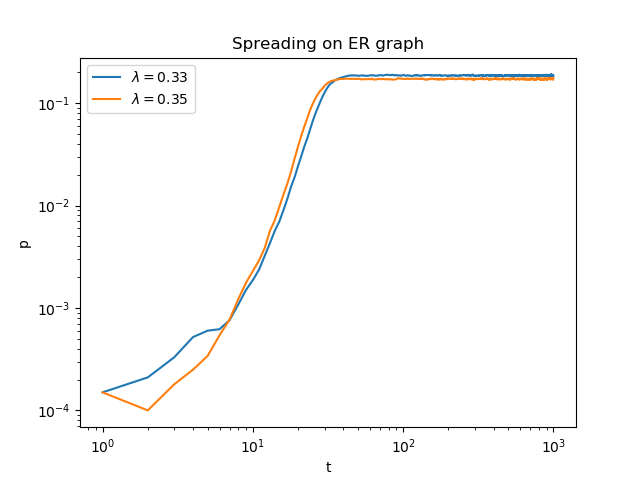 Spreading on ER graph
λ = 0.33
λ = 0.35
p
10⁻¹
10⁻²
10⁻³
10⁻⁴
10⁰ 10¹ 10² 10³
t